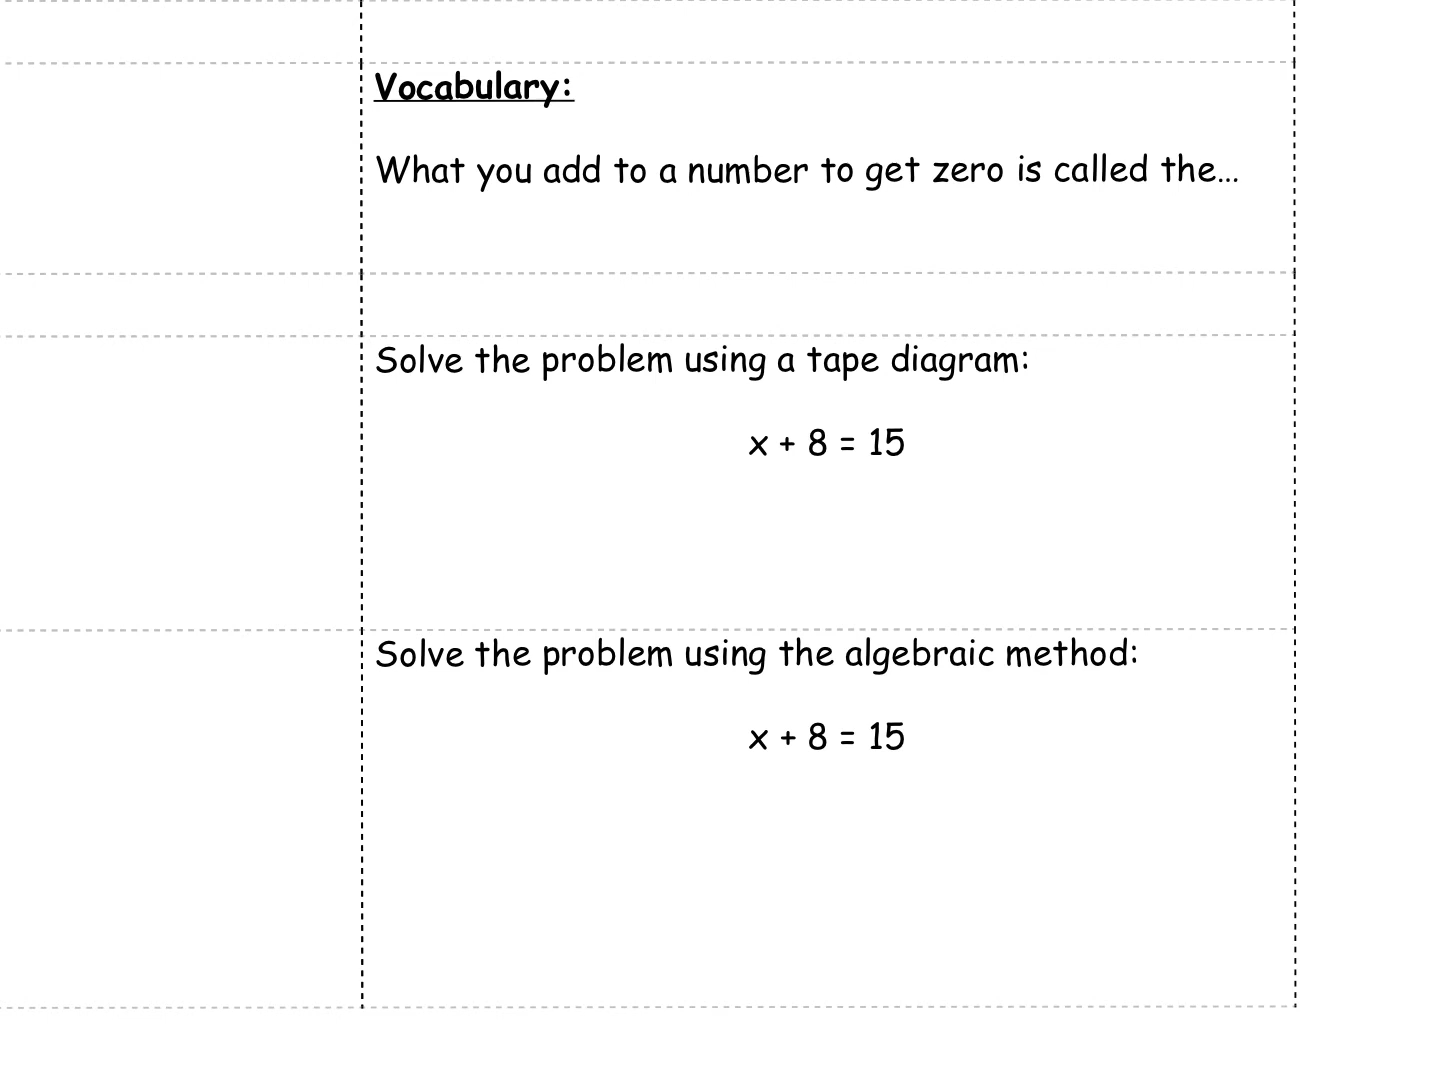 Vocabulary:
What you add to a number to get zero is called the...
Solve the problem using a tape diagram:
x + 8 = 15
Solve the problem using the algebraic method:
x + 8 = 15